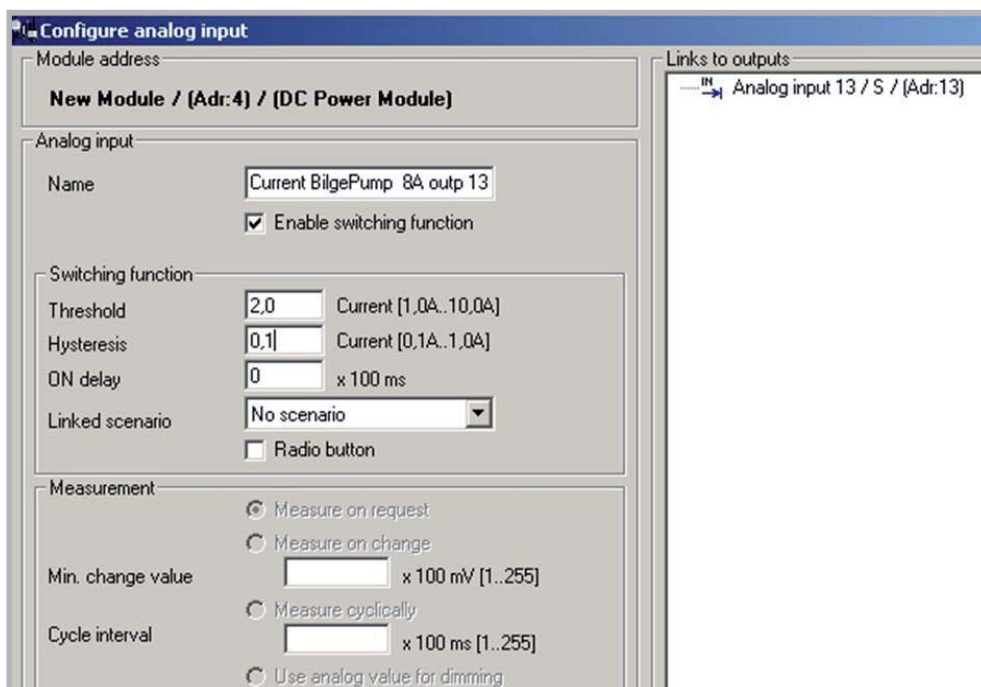 Configure analog input
Module address
New Module / (Adr:4) / (DC Power Module)
Analog input
Name
Current BilgePump 8A outp 13
Enable switching function
Switching function
Threshold 2,0 Current [1,0A..10,0A]
Hysteresis 0,1 Current [0,1A..1,0A]
ON delay 0 x 100 ms
Linked scenario No scenario
Radio button
Measurement
Measure on request
Measure on change
Min. change value x 100 mV [1..255]
Measure cyclically
Cycle interval x 100 ms [1..255]
Use analog value for dimming
Links to outputs
IN Analog input 13 / S / (Adr:13)